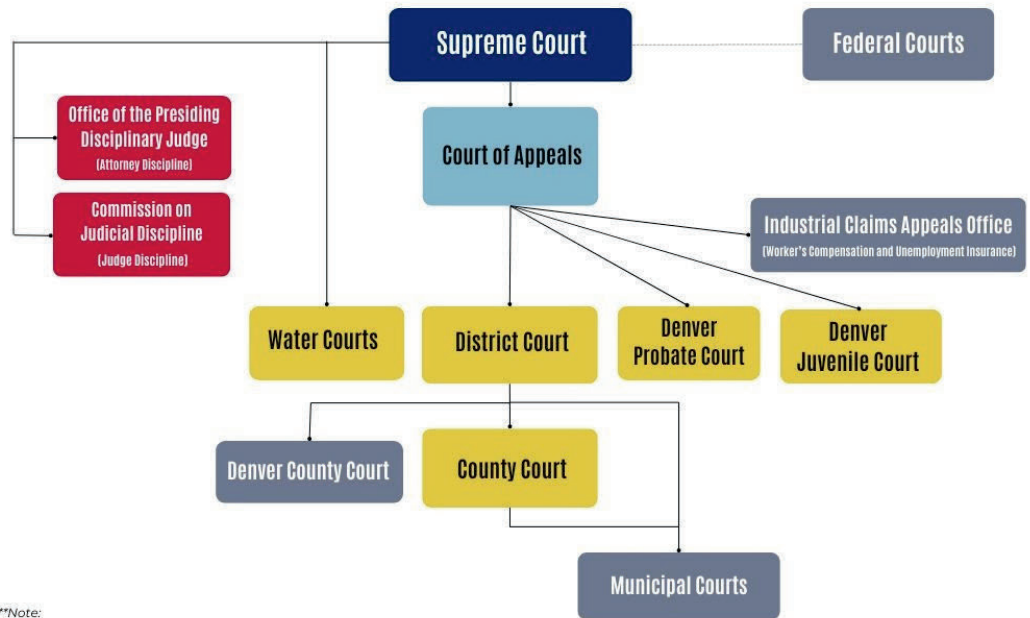 Supreme Court
Federal Courts
Office of the Presiding
Disciplinary Judge
(Attorney Discipline)
Court of Appeals
Commission on
Judicial Discipline
(Judge Discipline)
Industrial Claims Appeals Office
(Worker's Compensation and Unemployment Insurance)
Water Courts
District Court
Denver
Probate Court
Denver
Juvenile Court
Denver County Court
County Court
Municipal Courts
**Note: